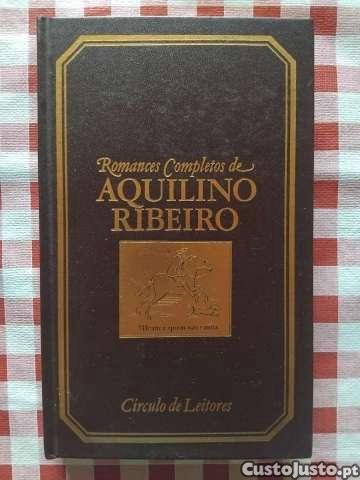 Romances Completos de
AQUILINO
RIBEIRO
Círculo de Leitores
CustoJusto.pt